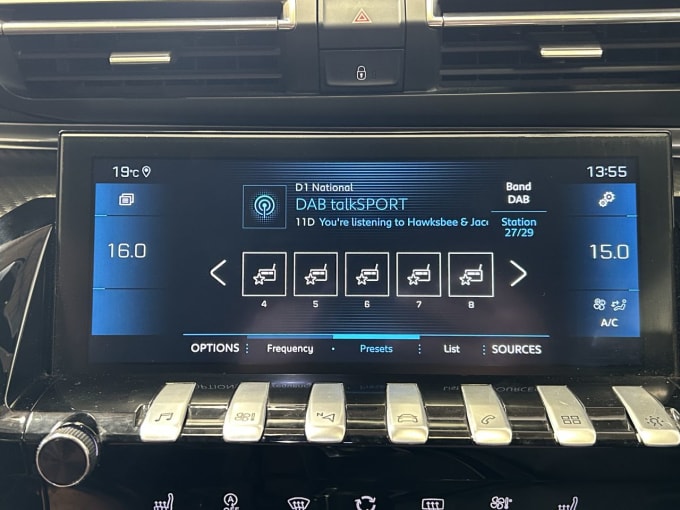 19°C
13:55
D1 National
DAB talkSPORT
11D You're listening to Hawksbee & Jac
Band
DAB
Station
27/29
16.0
15.0
4 5 6 7 8
A/C
OPTIONS Frequency Presets List SOURCES
N
A
OFF